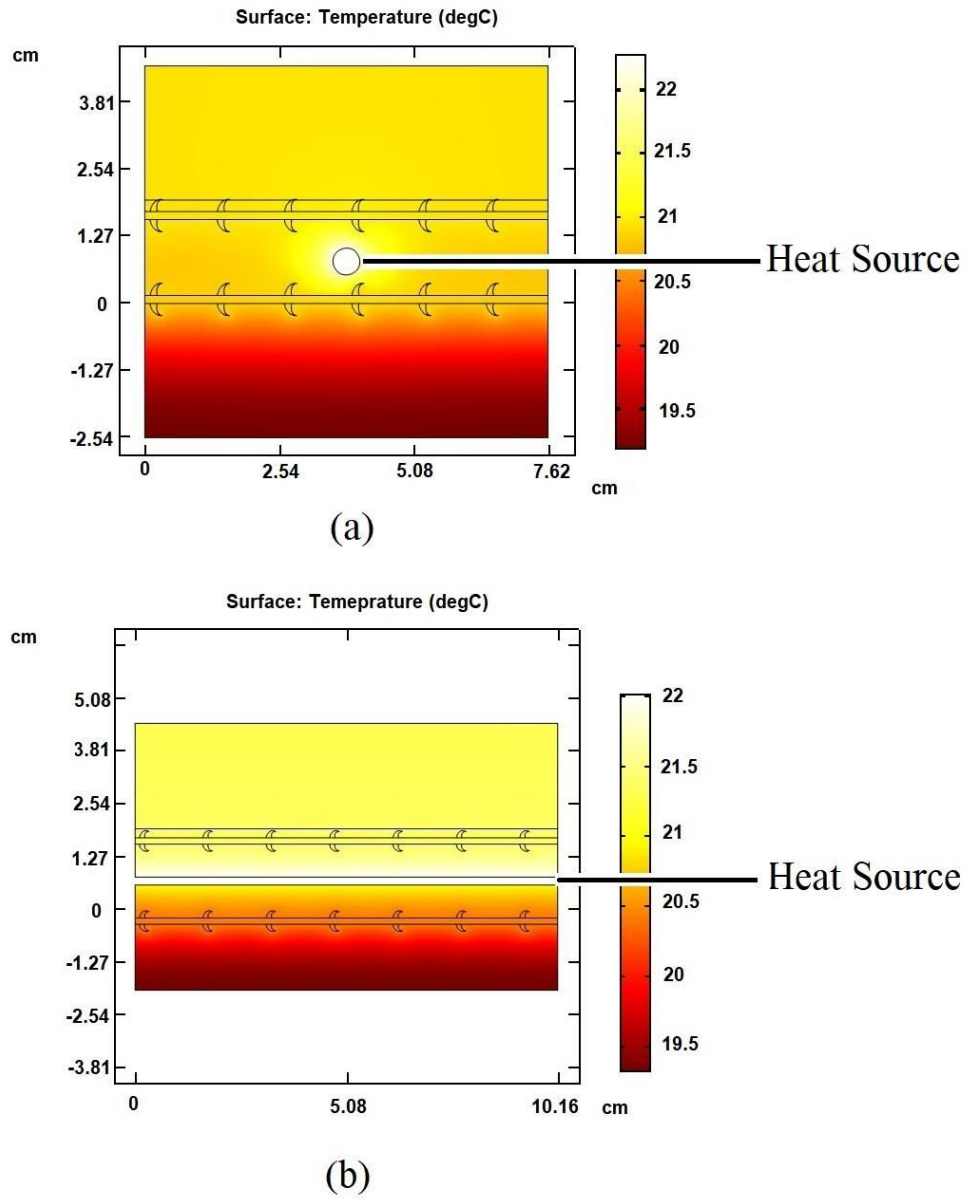 Surface: Temperature (degC)
cm
3.81
2.54
1.27
0
-1.27
-2.54
0 2.54 5.08 7.62
cm
22
21.5
21
20.5
20
19.5
Heat Source
(a)
Surface: Temeprature (degC)
cm
5.08
3.81
2.54
1.27
0
-1.27
-2.54
-3.81
0 5.08 10.16 cm
22
21.5
21
20.5
20
19.5
Heat Source
(b)